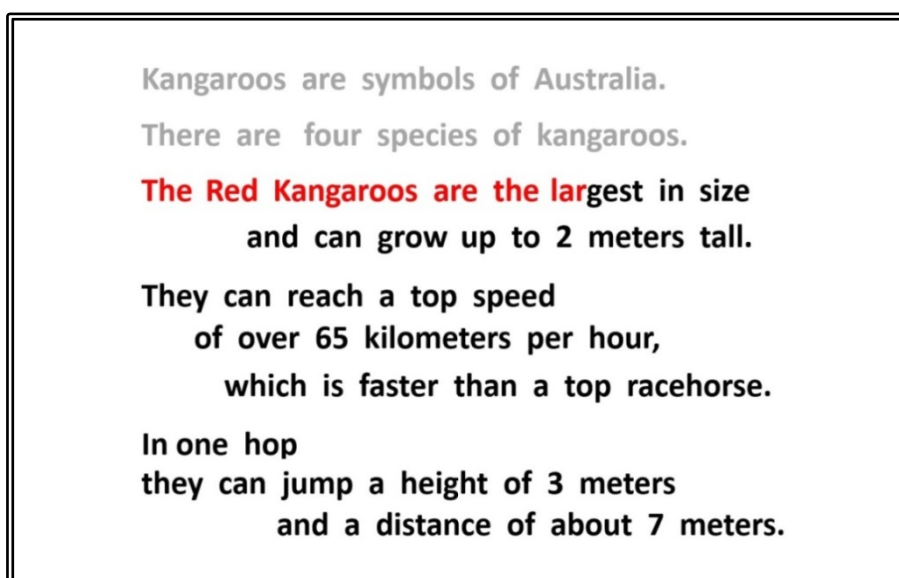 Kangaroos are symbols of Australia.
There are four species of kangaroos.
The Red Kangaroos are the largest in size
and can grow up to 2 meters tall.
They can reach a top speed
of over 65 kilometers per hour,
which is faster than a top racehorse.
In one hop
they can jump a height of 3 meters
and a distance of about 7 meters.